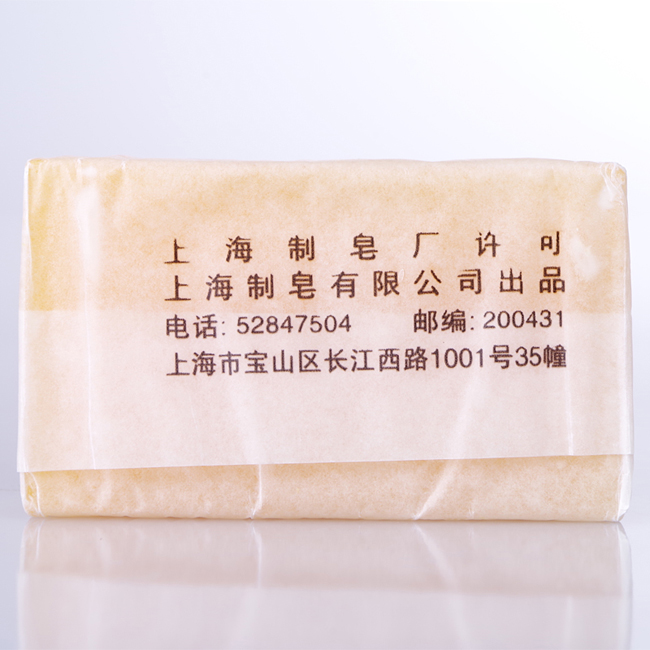 上海制皂厂许可
上海制皂有限公司出品
电话: 52847504 邮编: 200431
上海市宝山区长江西路1001号35幢